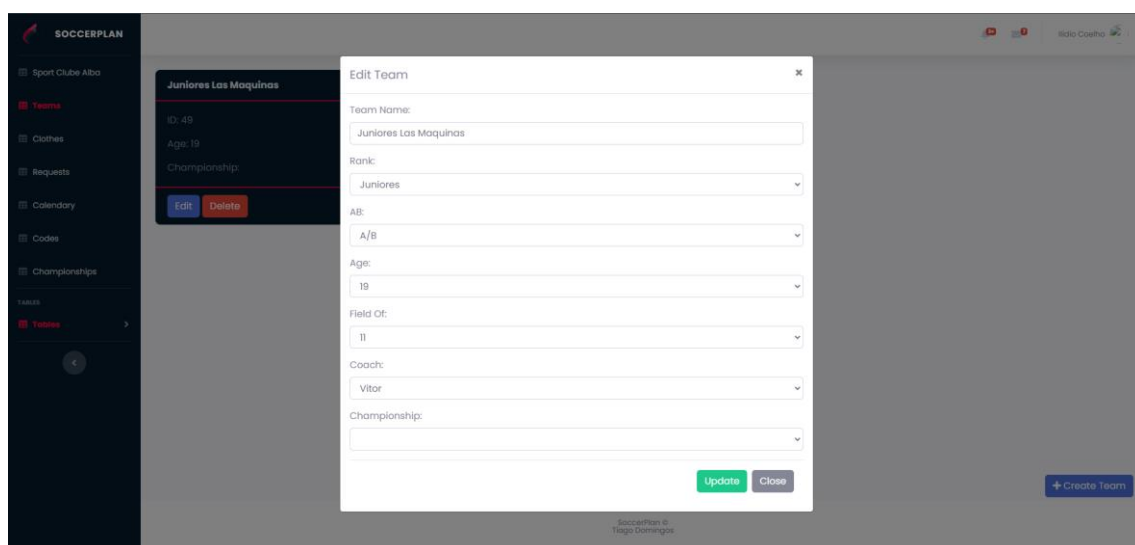 SOCCERPLAN
Sport Clube Alba
Teams
Clothes
Requests
Calendary
Codes
Championships
TABLES
Tables
Juniores Las Maquinas
ID: 49
Age: 19
Championship:
Edit Delete
Edit Team
Team Name:
Juniores Las Maquinas
Rank:
Juniores
AB:
A/B
Age:
19
Field Of:
11
Coach:
Vitor
Championship:
Update Close
Coelho
+ Create Team
SoccerPlan ©
Tiago Domingos